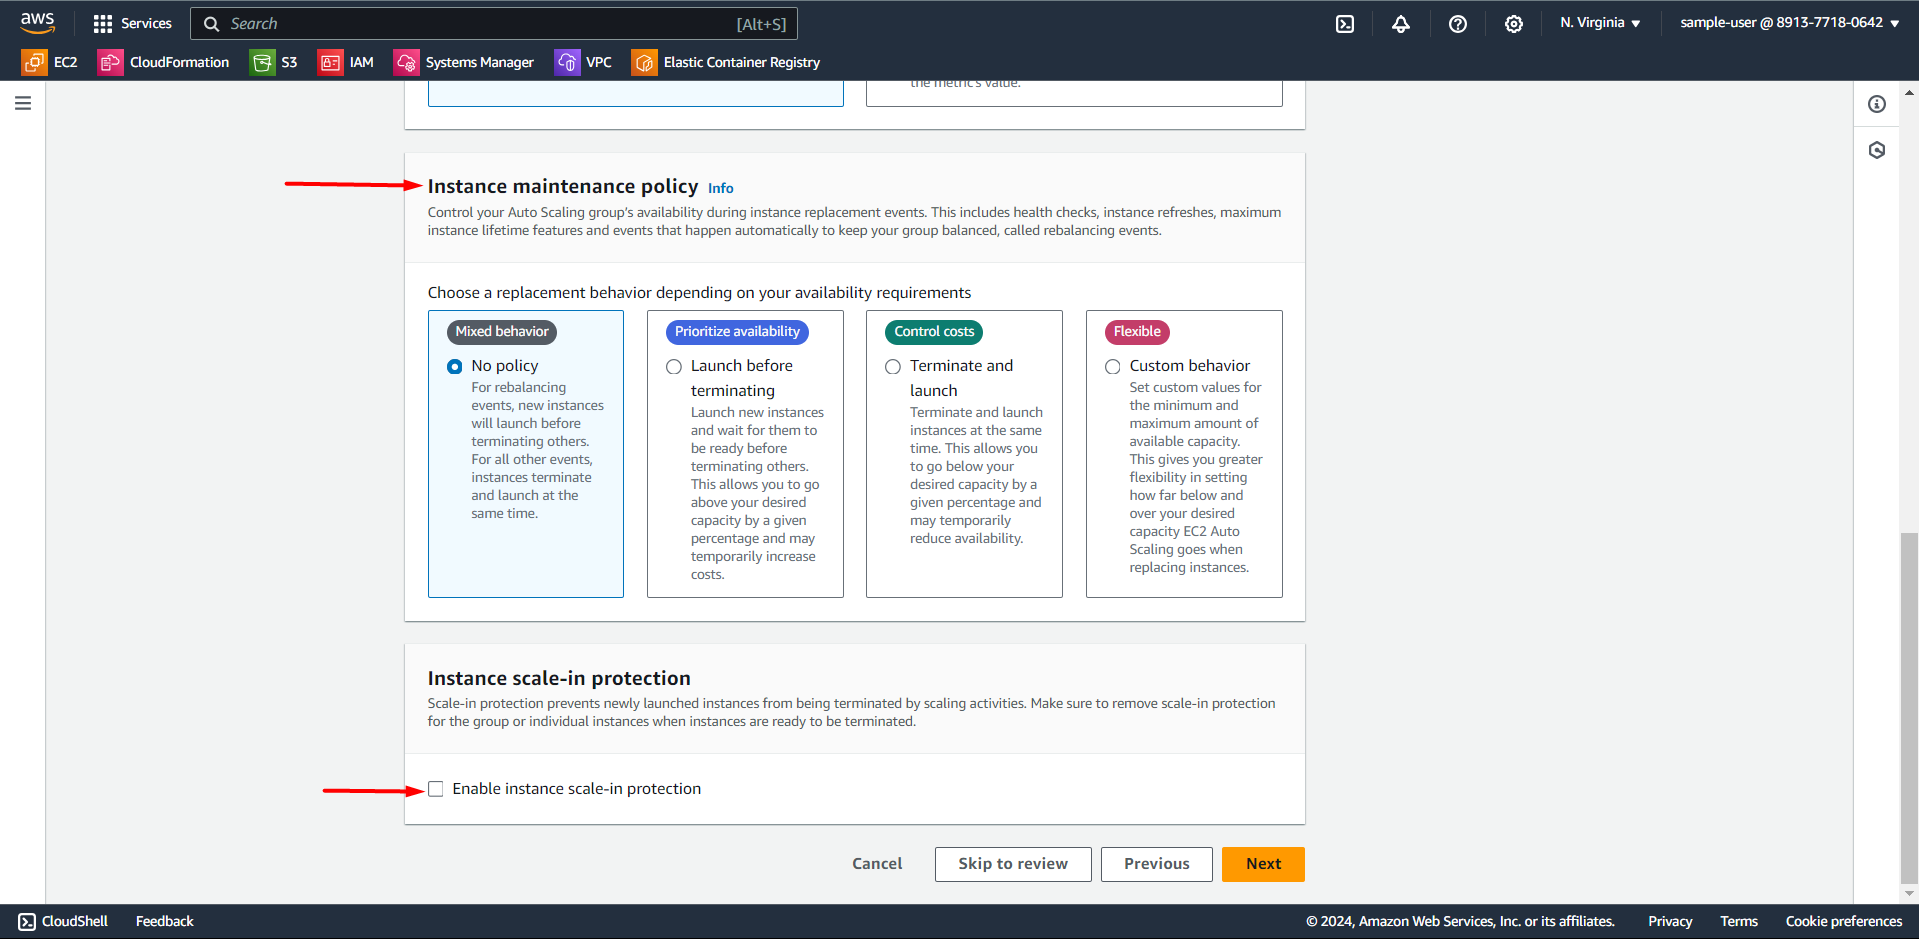 aws Services Search [Alt+S] N. Virginia sample-user @ 8913-7718-0642
EC2 CloudFormation S3 IAM Systems Manager VPC Elastic Container Registry
the metric's value.
Instance maintenance policy Info
Control your Auto Scaling group's availability during instance replacement events. This includes health checks, instance refreshes, maximum
instance lifetime features and events that happen automatically to keep your group balanced, called rebalancing events.
Choose a replacement behavior depending on your availability requirements
Mixed behavior
No policy
For rebalancing
events, new instances
will launch before
terminating others.
For all other events,
instances terminate
and launch at the
same time.
Prioritize availability
Launch before
terminating
Launch new instances
and wait for them to
be ready before
terminating others.
This allows you to go
above your desired
capacity by a given
percentage and may
temporarily increase
costs.
Control costs
Terminate and
launch
Terminate and launch
instances at the same
time. This allows you
to go below your
desired capacity by a
given percentage and
may temporarily
reduce availability.
Flexible
Custom behavior
Set custom values for
the minimum and
maximum amount of
available capacity.
This gives you greater
flexibility in setting
how far below and
over your desired
capacity EC2 Auto
Scaling goes when
replacing instances.
Instance scale-in protection
Scale-in protection prevents newly launched instances from being terminated by scaling activities. Make sure to remove scale-in protection
for the group or individual instances when instances are ready to be terminated.
Enable instance scale-in protection
Cancel Skip to review Previous Next
CloudShell Feedback © 2024, Amazon Web Services, Inc. or its affiliates. Privacy Terms Cookie preferences